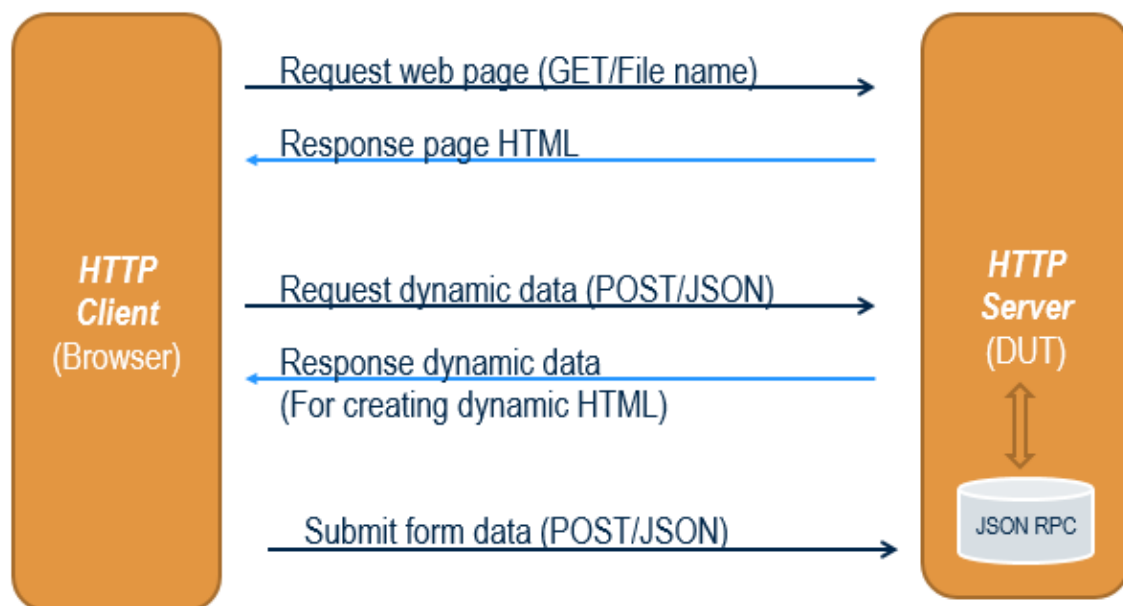 HTTP
Client
(Browser)
Request web page (GET/File name)
Response page HTML
Request dynamic data (POST/JSON)
Response dynamic data
(For creating dynamic HTML)
Submit form data (POST/JSON)
HTTP
Server
(DUT)
JSON RPC